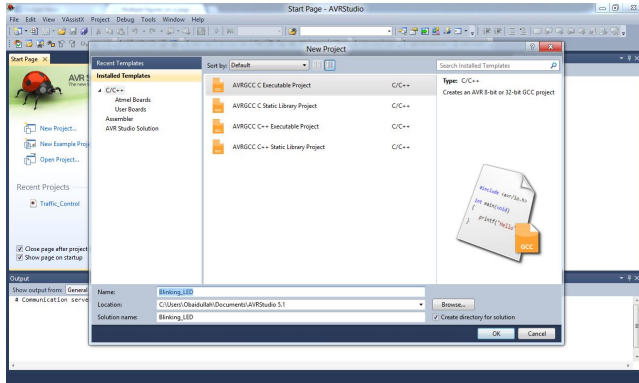 Start Page - AVRStudio
File Edit View VAssistX Project Debug Tools Window Help
New Project
Start Page
Recent Templates
Sort by: Default
Search Installed Templates
Installed Templates
C/C++
Atmel Boards
User Boards
Assembler
AVR Studio Solution
AVRGCC C Executable Project C/C++
AVRGCC C Static Library Project C/C++
AVRGCC C++ Executable Project C/C++
AVRGCC C++ Static Library Project C/C++
Type: C/C++
Creates an AVR 8-bit or 32-bit GCC project
#include <avr/io.h>
int main(void)
{
printf("Hello"
}
GCC
AVR S
New Project...
New Example Proj
Open Project...
Recent Projects
Traffic_Control
Close page after project
Show page on startup
Output
Show output from: General
# Communication serve
Name: Blinking_LED
Location: C:\Users\Obaidullah\Documents\AVRStudio 5.1
Browse...
Solution name: Blinking_LED
Create directory for solution
OK Cancel